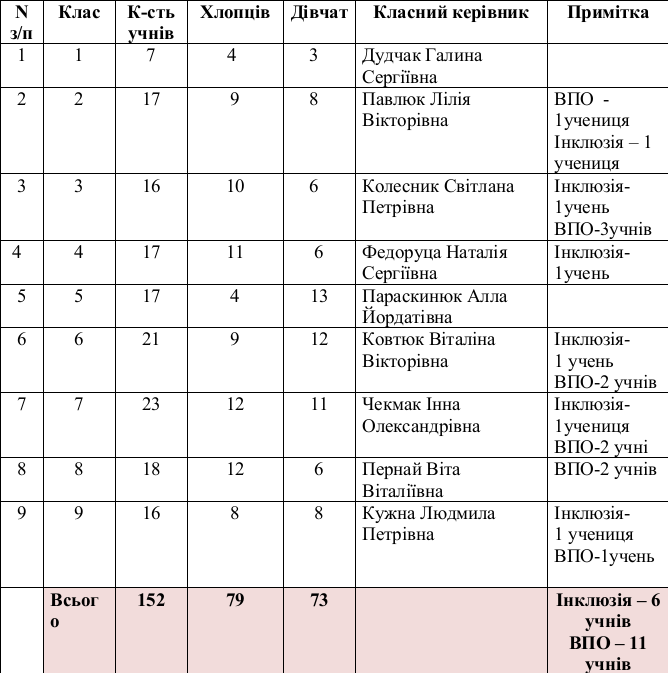 N з/п Клас К-сть учнів Хлопців Дівчат Класний керівник Примітка
1 1 7 4 3 Дудчак Галина
Сергіївна
2 2 17 9 8 Павлюк Лілія ВПО -
Вікторівна 1учениця
Інклюзія – 1
учениця
3 3 16 10 6 Колесник Світлана Інклюзія-
Петрівна 1учень
ВПО-3учнів
4 4 17 11 6 Федоруца Наталія Інклюзія-
Сергіївна 1учень
5 5 17 4 13 Параскинюк Алла
Йордатівна
6 6 21 9 12 Ковтюк Віталіна Інклюзія-
Вікторівна 1 учень
ВПО-2 учнів
7 7 23 12 11 Чекмак Інна Інклюзія-
Олександрівна 1учениця
ВПО-2 учні
8 8 18 12 6 Пернай Віта ВПО-2 учнів
Віталіївна
9 9 16 8 8 Кужна Людмила Інклюзія-
Петрівна 1 учениця
ВПО-1учень
Всьог 152 79 73 Інклюзія – 6
о учнів
ВПО – 11
учнів